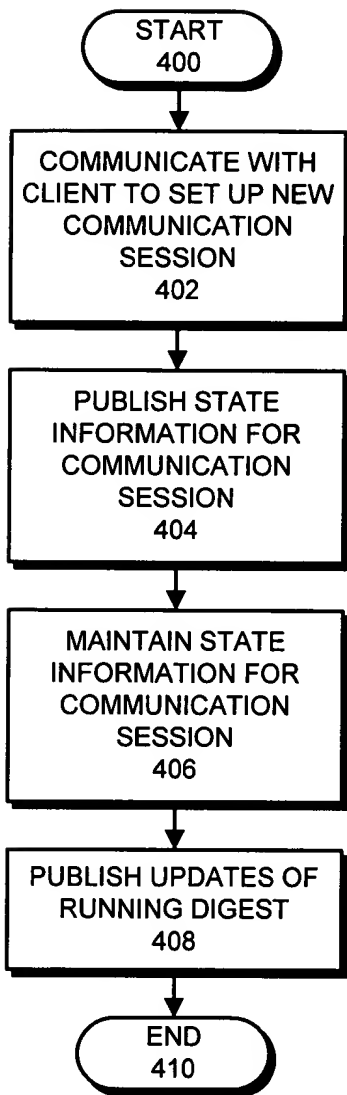 START
400
COMMUNICATE WITH
CLIENT TO SET UP NEW
COMMUNICATION
SESSION
402
PUBLISH STATE
INFORMATION FOR
COMMUNICATION
SESSION
404
MAINTAIN STATE
INFORMATION FOR
COMMUNICATION
SESSION
406
PUBLISH UPDATES OF
RUNNING DIGEST
408
END
410